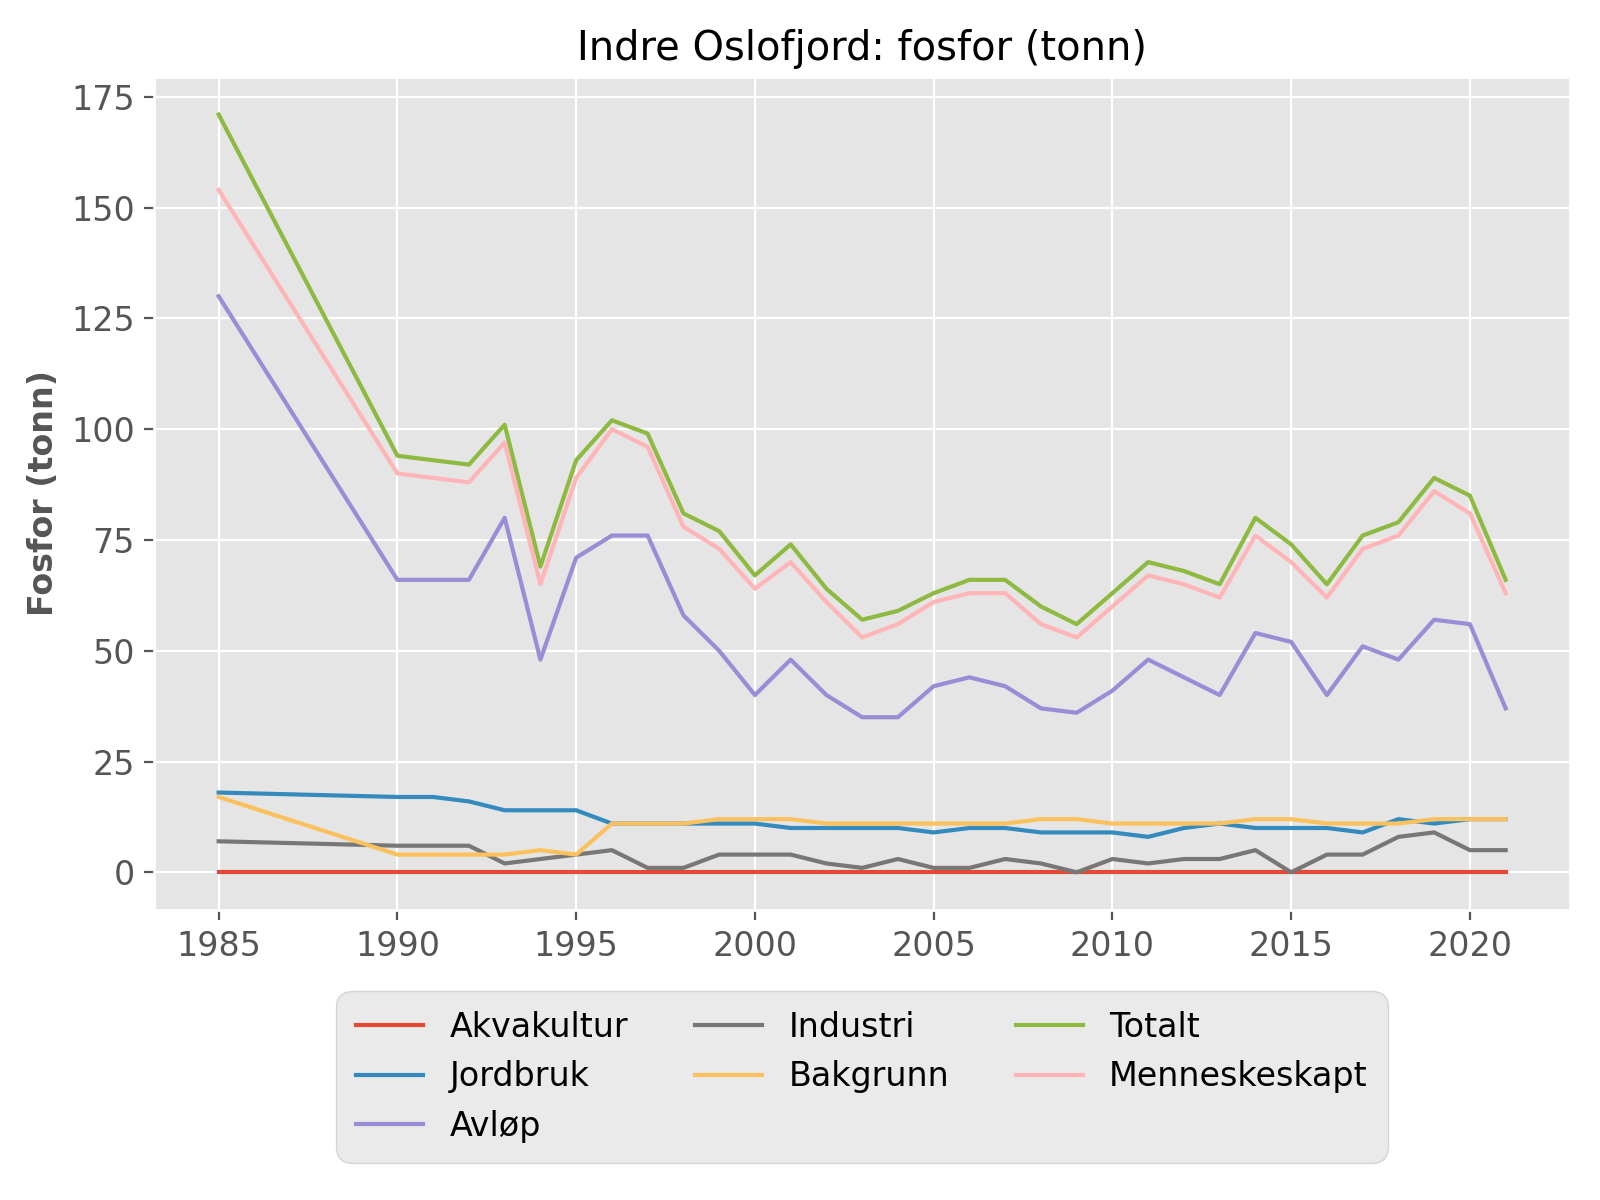 Indre Oslofjord: fosfor (tonn)
Fosfor (tonn)
175
150
125
100
75
50
25
0
1985 1990 1995 2000 2005 2010 2015 2020
Akvakultur Industri Totalt
Jordbruk Bakgrunn Menneskeskapt
Avløp